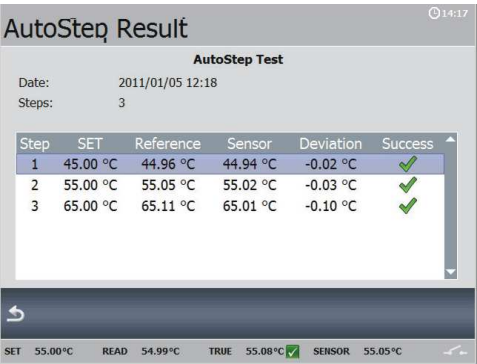 14:17
AutoStep Result
AutoStep Test
Date: 2011/01/05 12:18
Steps: 3
Step SET Reference Sensor Deviation Success
1 45.00 °C 44.96 °C 44.94 °C -0.02 °C
2 55.00 °C 55.05 °C 55.02 °C -0.03 °C
3 65.00 °C 65.11 °C 65.01 °C -0.10 °C
SET 55.00°C READ 54.99°C TRUE 55.08°C SENSOR 55.05°C